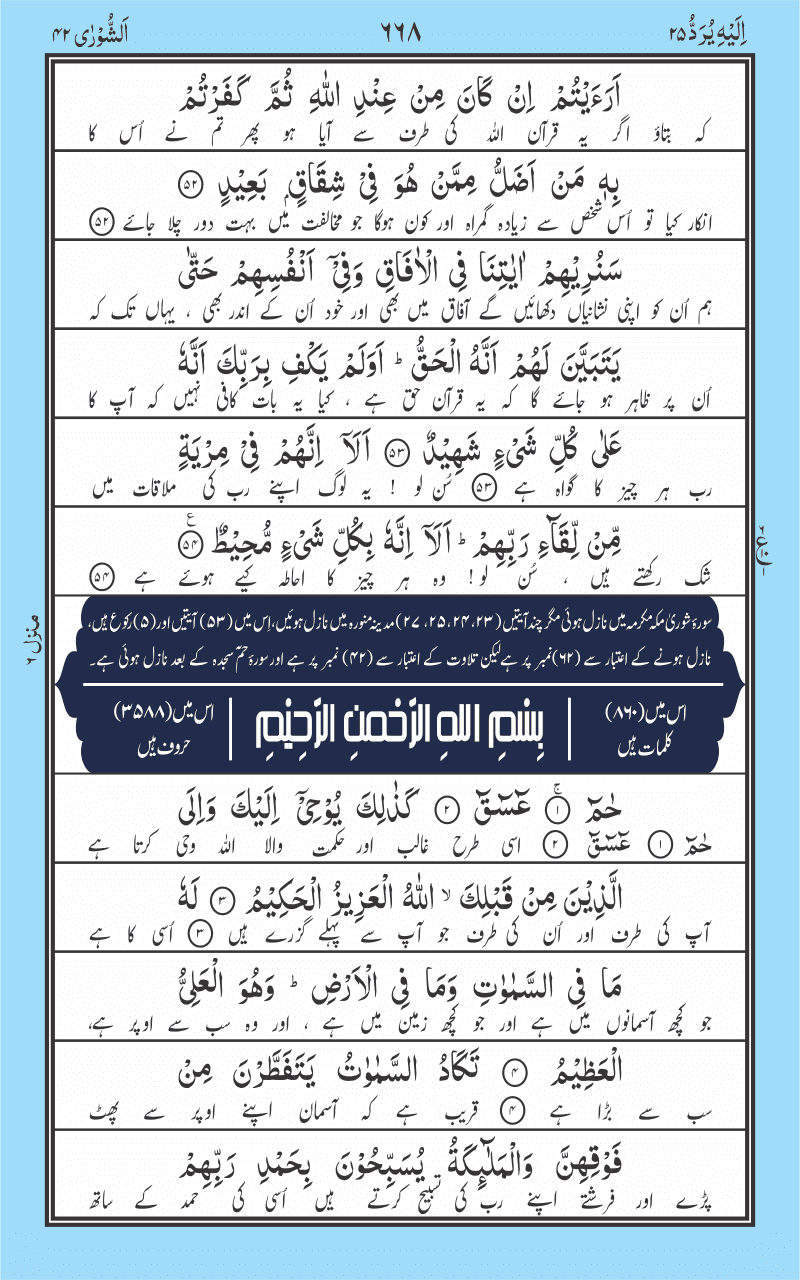 اِلَيْهِ يُرَدُّ ۲۵ ۶۶۸ اَلشُّوْرٰى ۴۲
اَرَءَيْتُمْ اِنْ كَانَ مِنْ عِنْدِ اللّٰهِ ثُمَّ كَفَرْتُمْ
کہ بتاؤ اگر یہ قرآن اللہ کی طرف سے آیا ہو پھر تم نے اُس کا
بِهٖ مَنْ اَضَلُّ مِمَّنْ هُوَ فِيْ شِقَاقٍۭ بَعِيْدٍ ۵۲
انکار کیا تو اُس شخص سے زیادہ گمراہ اور کون ہوگا جو مخالفت میں بہت دور چلا جائے ۵۲
سَنُرِيْهِمْ اٰيٰتِنَا فِي الْاٰفَاقِ وَفِيْٓ اَنْفُسِهِمْ حَتّٰى
ہم اُن کو اپنی نشانیاں دکھائیں گے آفاق میں بھی اور خود اُن کے اندر بھی ، یہاں تک کہ
يَتَبَيَّنَ لَهُمْ اَنَّهُ الْحَقُّ ؕ اَوَلَمْ يَكْفِ بِرَبِّكَ اَنَّهٗ
اُن پر ظاہر ہو جائے گا کہ یہ قرآن حق ہے ، کیا یہ بات کافی نہیں کہ آپ کا
عَلٰى كُلِّ شَيْءٍ شَهِيْدٌ ۵۳ اَلَآ اِنَّهُمْ فِيْ مِرْيَةٍ
رب ہر چیز کا گواہ ہے ۵۳ سُن لو ! یہ لوگ اپنے رب کی ملاقات میں
مِّنْ لِّقَآءِ رَبِّهِمْ ؕ اَلَآ اِنَّهٗ بِكُلِّ شَيْءٍ مُّحِيْطٌ ۵۴ ع
شک رکھتے ہیں ، سُن لو! وہ ہر چیز کا احاطہ کیے ہوئے ہے ۵۴
ع ۶ ۱
منزل ۶
سورۂ شوریٰ مکہ مکرمہ میں نازل ہوئی مگر چند آیتیں (۲۳، ۲۴، ۲۵، ۲۷) مدینہ منورہ میں نازل ہوئیں، اِس میں (۵۳) آیتیں اور (۵) رکوع ہیں،
نازل ہونے کے اعتبار سے (۶۲) نمبر پر ہے لیکن تلاوت کے اعتبار سے (۴۲) نمبر پر ہے اور سورۂ حٰمٓ سجدہ کے بعد نازل ہوئی ہے۔
اس میں (۸۶۰) کلمات ہیں
بِسْمِ اللهِ الرَّحْمٰنِ الرَّحِيْمِ
اس میں (۳۵۸۸) حروف ہیں
حٰمٓ ۱ عٓسٓقٓ ۲ كَذٰلِكَ يُوْحِيْٓ اِلَيْكَ وَاِلَى
حٰمٓ ۱ عٓسٓقٓ ۲ اسی طرح غالب اور حکمت والا اللہ وحی کرتا ہے
الَّذِيْنَ مِنْ قَبْلِكَ ۙ اللّٰهُ الْعَزِيْزُ الْحَكِيْمُ ۳ لَهٗ
آپ کی طرف اور اُن کی طرف جو آپ سے پہلے گزرے ہیں ۳ اُسی کا ہے
مَا فِي السَّمٰوٰتِ وَمَا فِي الْاَرْضِ ؕ وَهُوَ الْعَلِيُّ
جو کچھ آسمانوں میں ہے اور جو کچھ زمین میں ہے ، اور وہ سب سے اوپر ہے،
الْعَظِيْمُ ۴ تَكَادُ السَّمٰوٰتُ يَتَفَطَّرْنَ مِنْ
سب سے بڑا ہے ۴ قریب ہے کہ آسمان اپنے اوپر سے پھٹ
فَوْقِهِنَّ وَالْمَلٰٓئِكَةُ يُسَبِّحُوْنَ بِحَمْدِ رَبِّهِمْ
پڑے اور فرشتے اپنے رب کی تسبیح کرتے ہیں اُسی کی حمد کے ساتھ